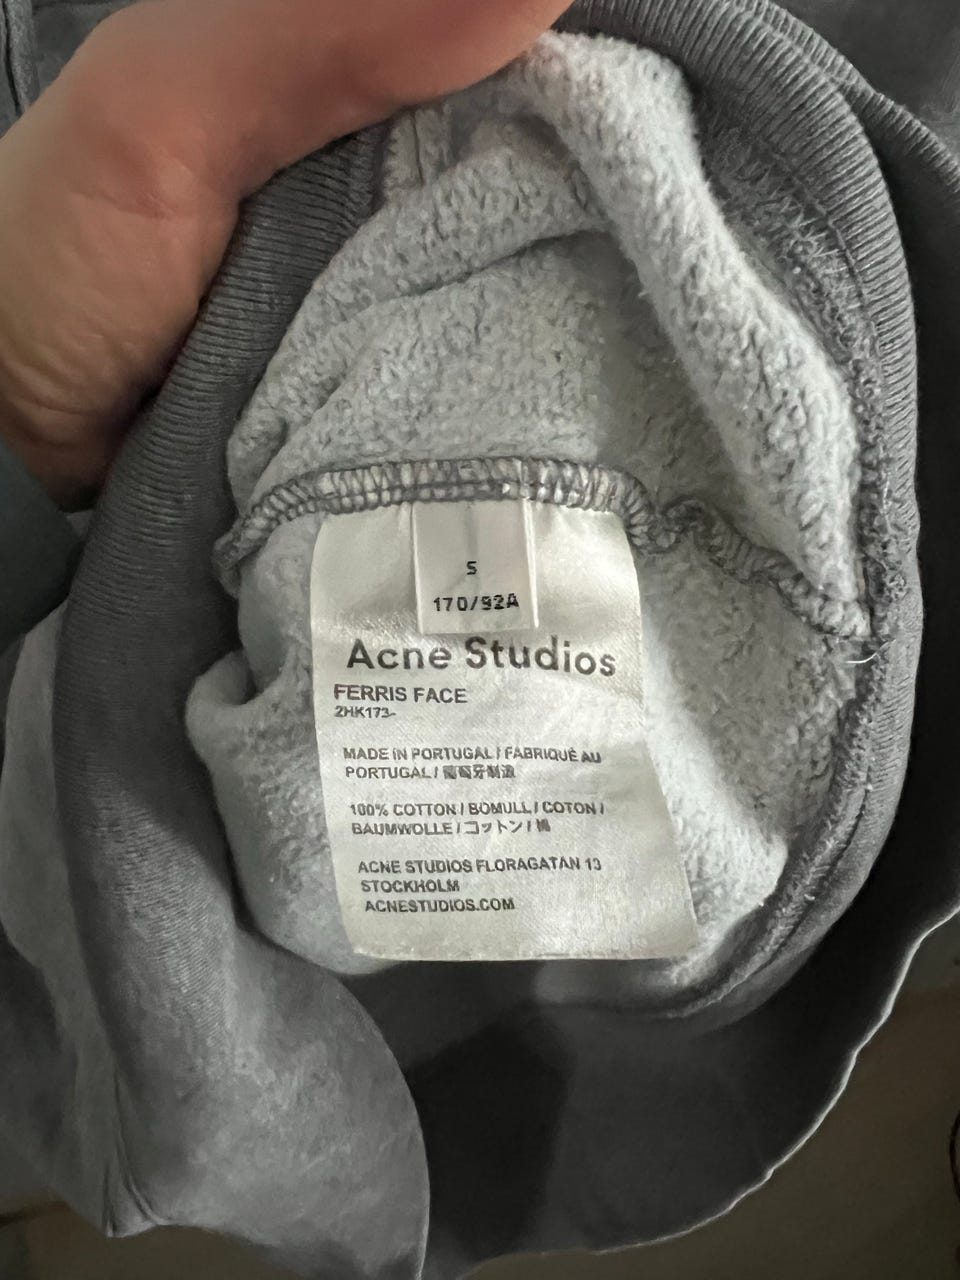 S
170/92A
Acne Studios
FERRIS FACE
2HK173-
MADE IN PORTUGAL / FABRIQUÉ AU
PORTUGAL / 葡萄牙制造
100% COTTON / BOMULL / COTON /
BAUMWOLLE / コットン / 棉
ACNE STUDIOS FLORAGATAN 13
STOCKHOLM
ACNESTUDIOS.COM